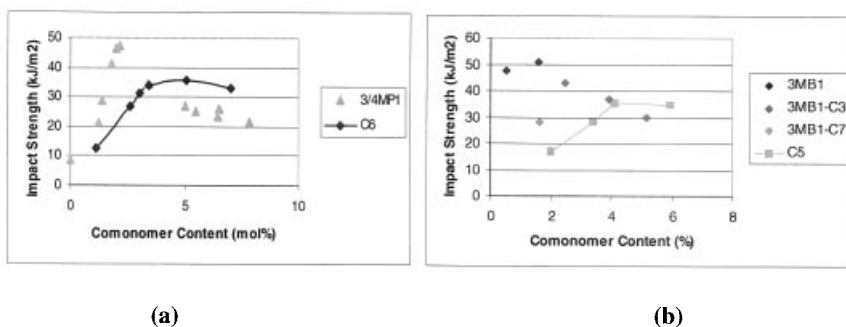 Impact Strength (kJ/m2)
50
40
30
20
10
0
0
5
10
Comonomer Content (mol%)
3/4MP1
C6
Impact Strength (kJ/m2)
60
50
40
30
20
10
0
0
2
4
6
8
Comonomer Content (%)
3MB1
3MB1-C3
3MB1-C7
C5
(a)
(b)